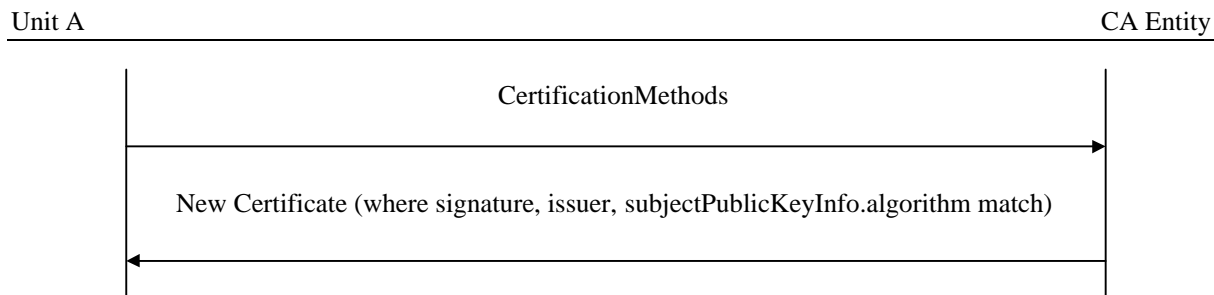 Unit A CA Entity
CertificationMethods
New Certificate (where signature, issuer, subjectPublicKeyInfo.algorithm match)